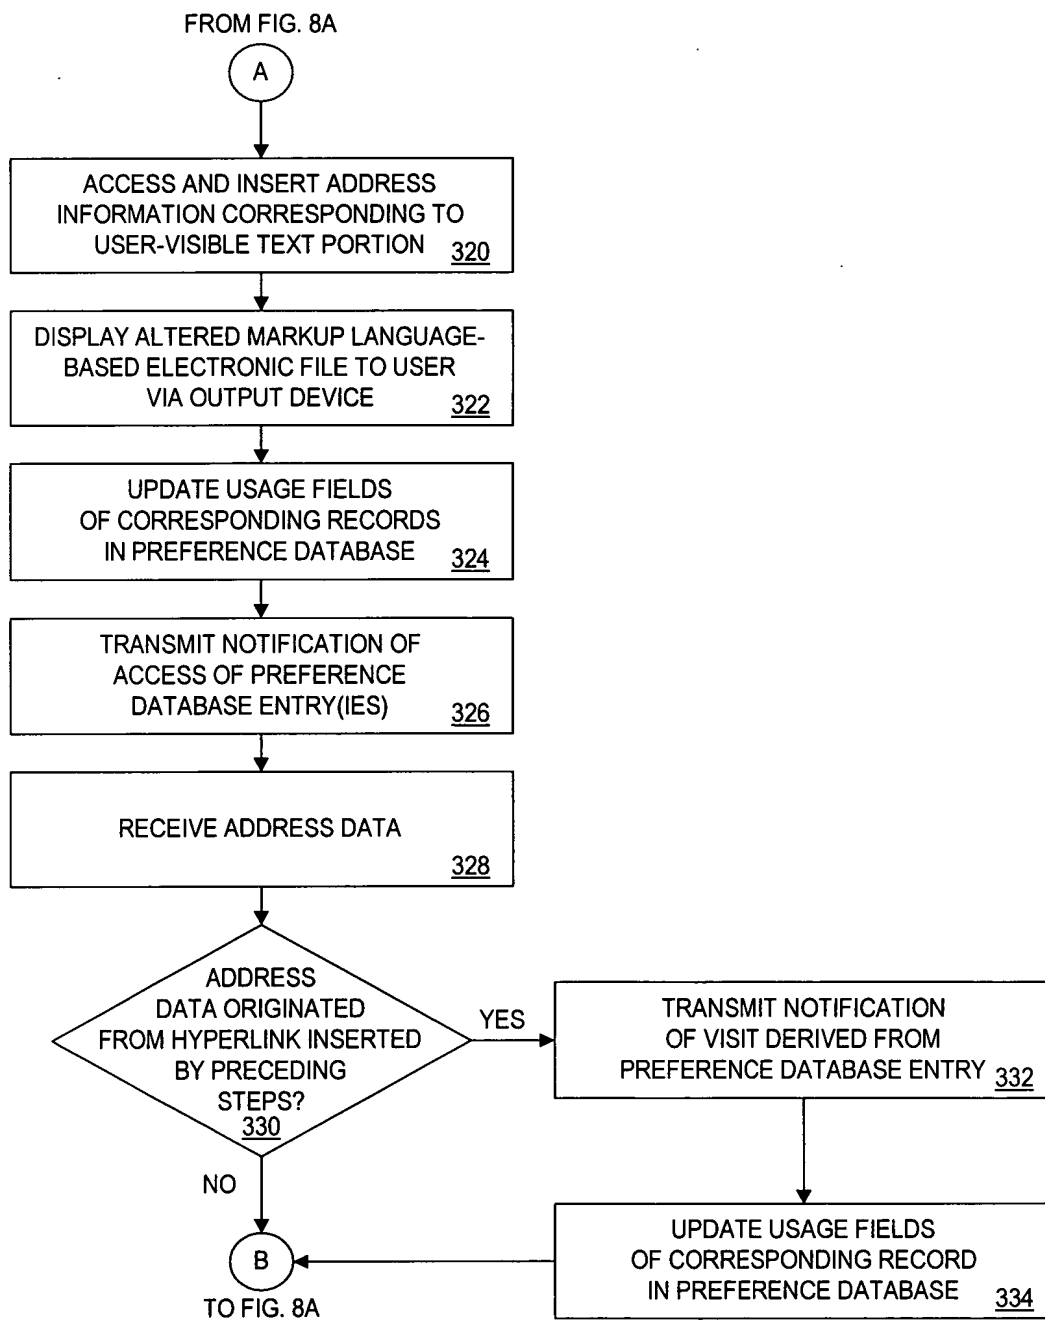 FROM FIG. 8A
A
ACCESS AND INSERT ADDRESS
INFORMATION CORRESPONDING TO
USER-VISIBLE TEXT PORTION
320
DISPLAY ALTERED MARKUP LANGUAGE-
BASED ELECTRONIC FILE TO USER
VIA OUTPUT DEVICE
322
UPDATE USAGE FIELDS
OF CORRESPONDING RECORDS
IN PREFERENCE DATABASE
324
TRANSMIT NOTIFICATION OF
ACCESS OF PREFERENCE
DATABASE ENTRY(IES)
326
RECEIVE ADDRESS DATA
328
ADDRESS
DATA ORIGINATED
FROM HYPERLINK INSERTED
BY PRECEDING
STEPS?
330
YES
TRANSMIT NOTIFICATION
OF VISIT DERIVED FROM
PREFERENCE DATABASE ENTRY
332
NO
UPDATE USAGE FIELDS
OF CORRESPONDING RECORD
IN PREFERENCE DATABASE
334
B
TO FIG. 8A